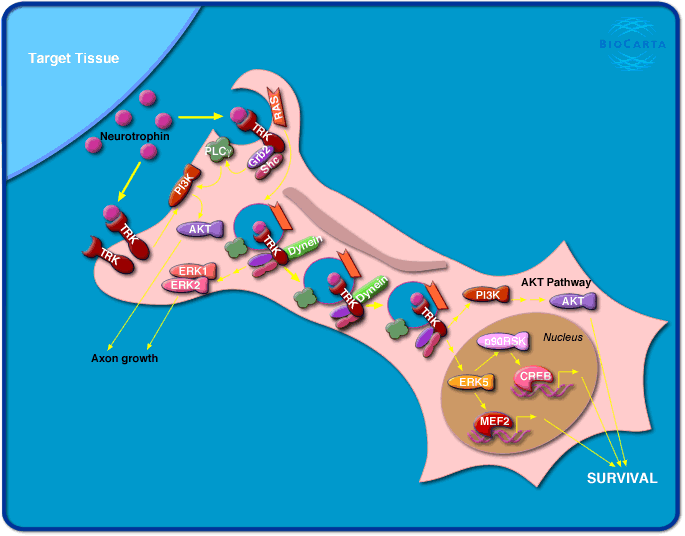 BIOCARTA
Target Tissue
Neurotrophin
RAS
TRK
PLCγ
Grb2
Shc
PI3K
AKT
TRK
TRK
TRK
Dynein
ERK1
ERK2
TRK
Dynein
TRK
Axon growth
AKT Pathway
PI3K
AKT
Nucleus
p90RSK
ERK5
CREB
MEF2
SURVIVAL